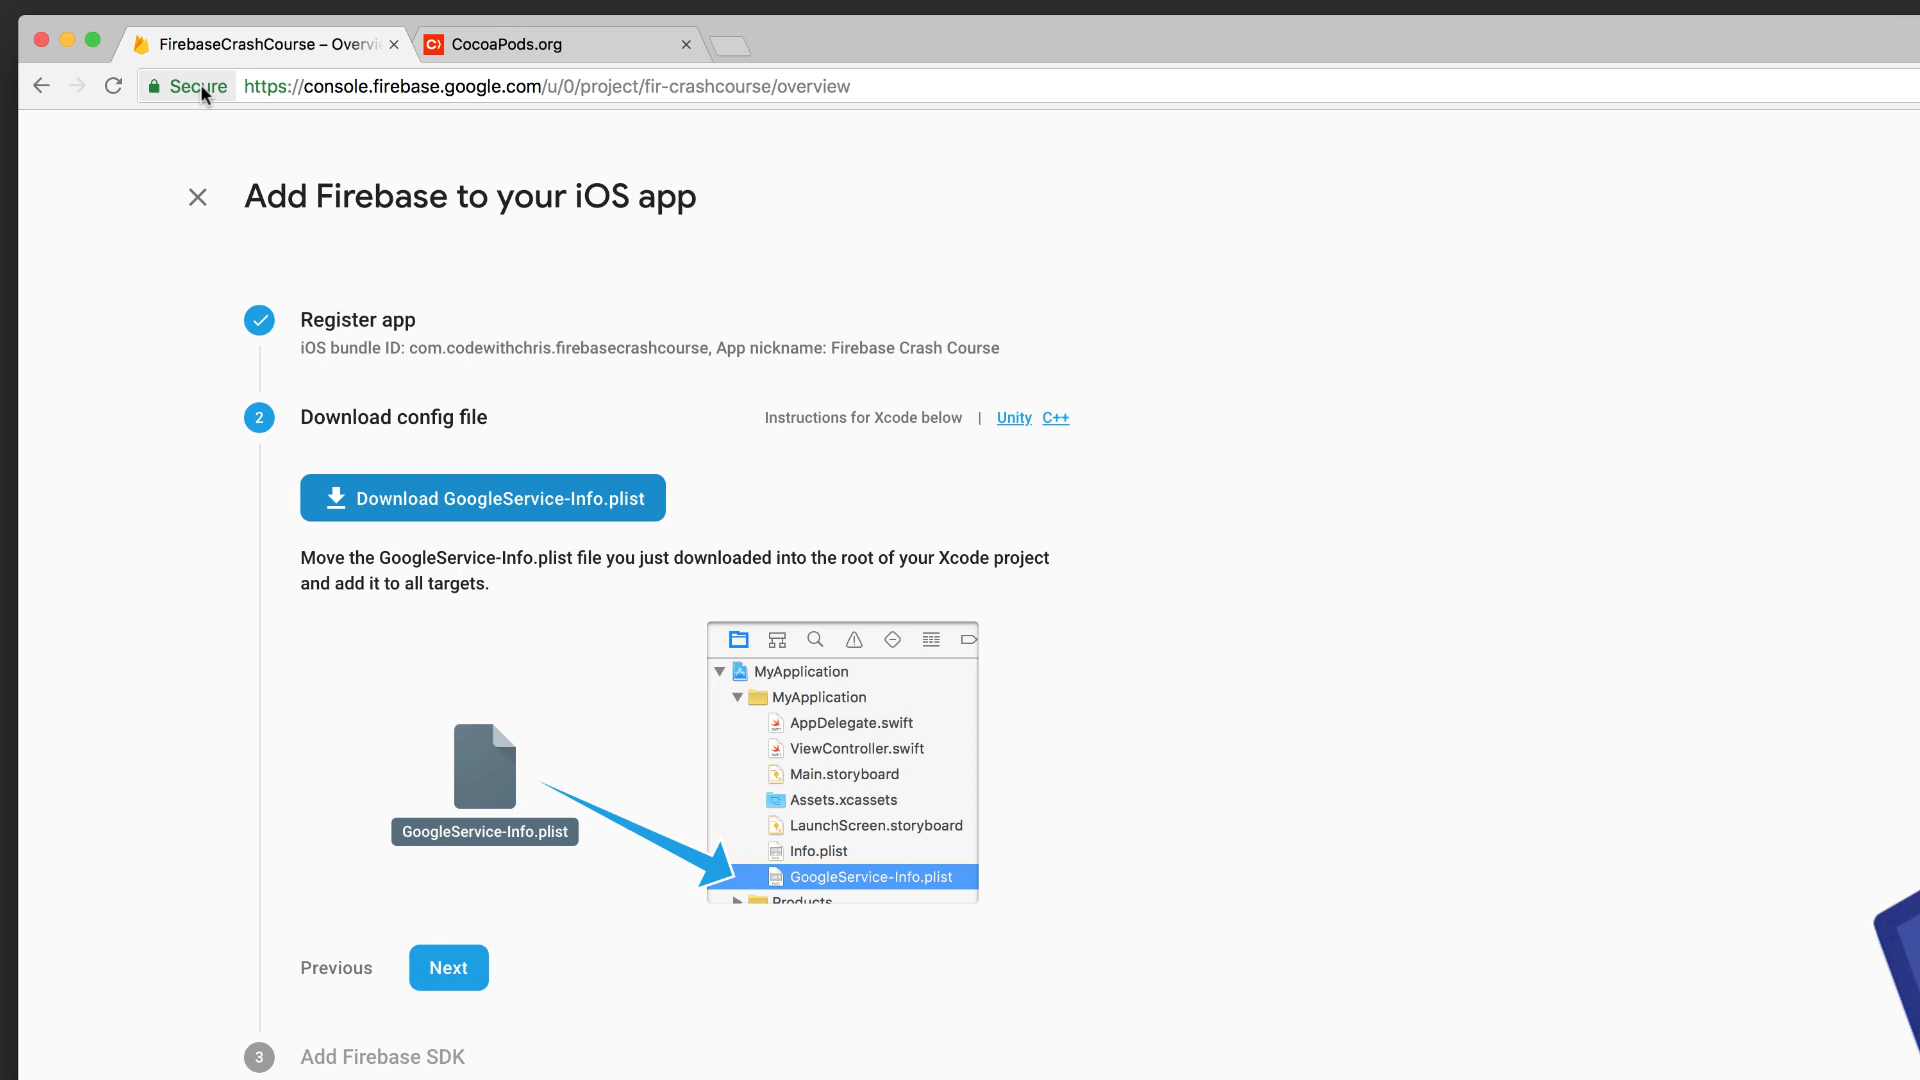 FirebaseCrashCourse – Overvi
CocoaPods.org
Secure https://console.firebase.google.com/u/0/project/fir-crashcourse/overview
Add Firebase to your iOS app
Register app
iOS bundle ID: com.codewithchris.firebasecrashcourse, App nickname: Firebase Crash Course
2 Download config file Instructions for Xcode below | Unity C++
Download GoogleService-Info.plist
Move the GoogleService-Info.plist file you just downloaded into the root of your Xcode project
and add it to all targets.
MyApplication
MyApplication
AppDelegate.swift
ViewController.swift
Main.storyboard
Assets.xcassets
LaunchScreen.storyboard
Info.plist
GoogleService-Info.plist
Products
GoogleService-Info.plist
Previous Next
3 Add Firebase SDK